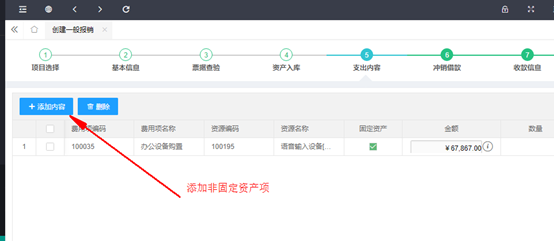 创建一般报销 ×
1 2 3 4 5 6 7
项目选择 基本信息 票据查验 资产入库 支出内容 冲销借款 收款信息
+ 添加内容 删除
费用项编码 费用项名称 资源编码 资源名称 固定资产 金额 数量
1 100035 办公设备购置 100195 语音输入设备[... ¥ 67,867.00
添加非固定资产项